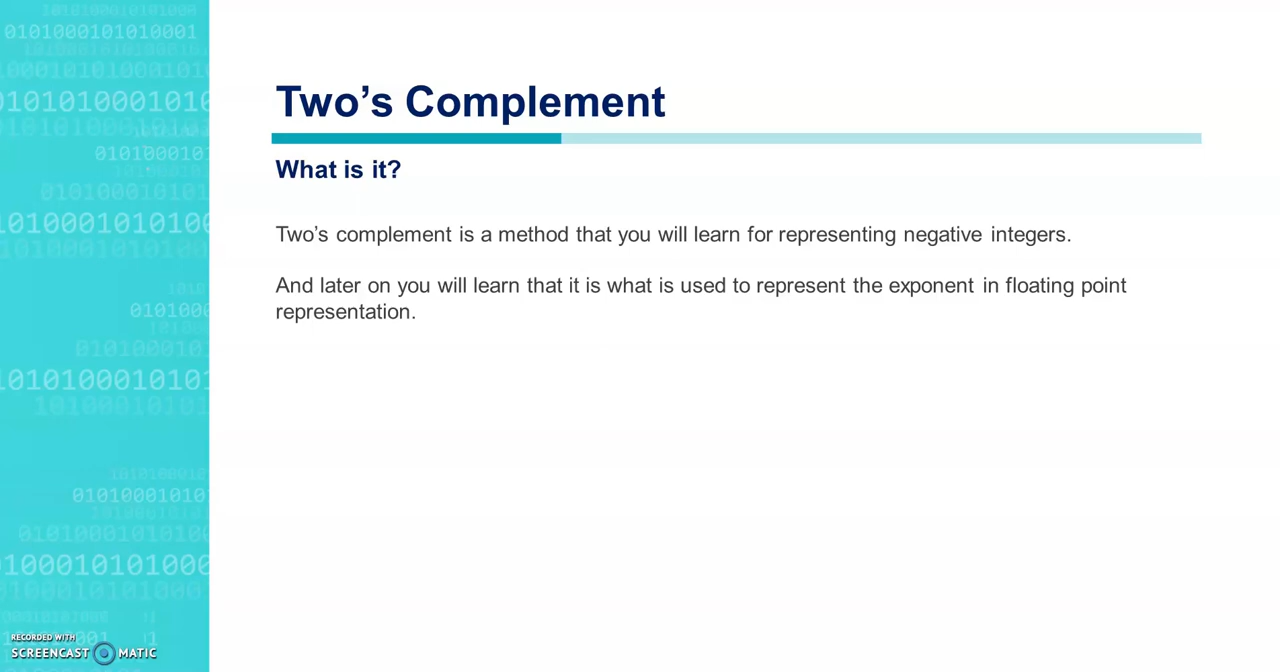 0101000101010001
Two’s Complement
What is it?
Two’s complement is a method that you will learn for representing negative integers.
And later on you will learn that it is what is used to represent the exponent in floating point
representation.
RECORDED WITH
SCREENCAST MATIC